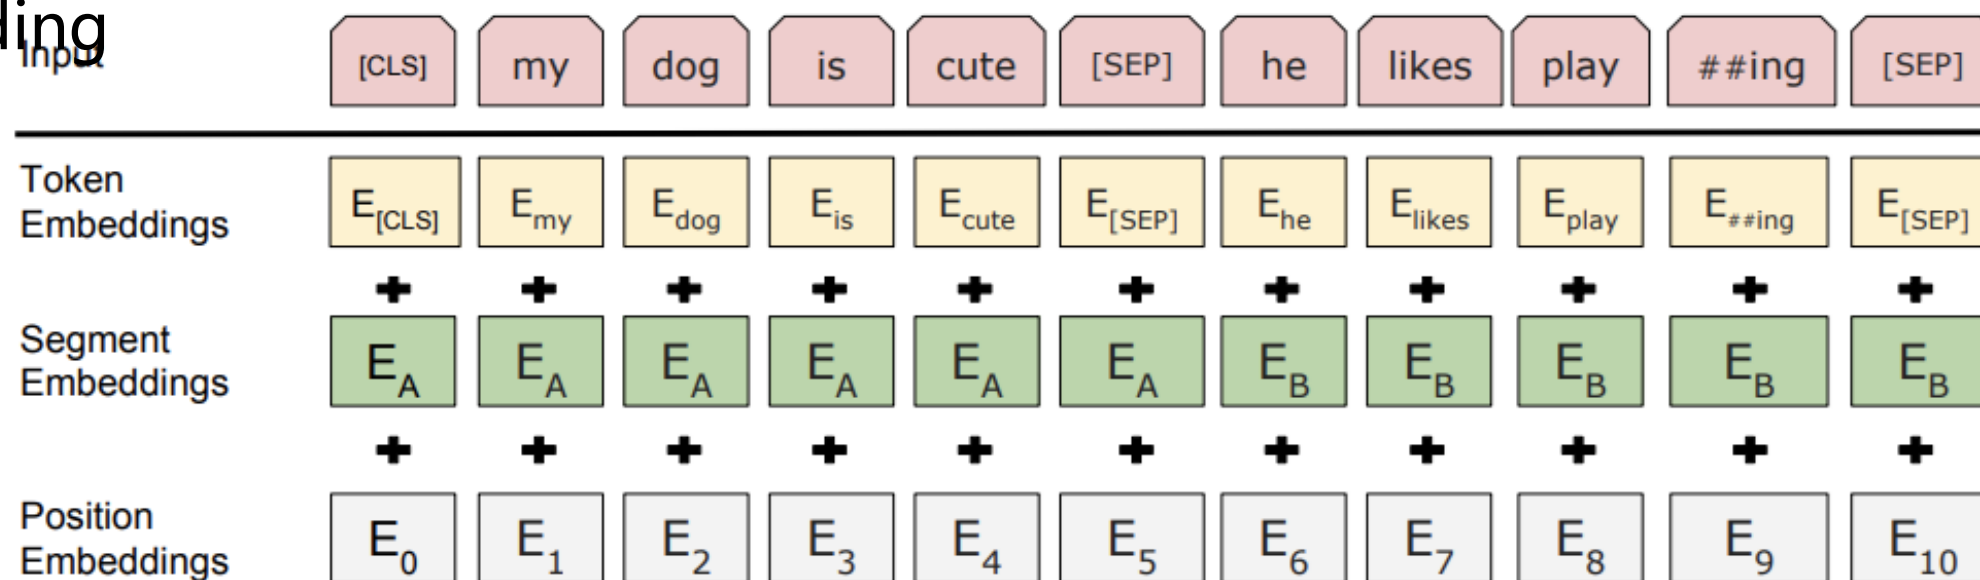 ding
Input [CLS] my dog is cute [SEP] he likes play ##ing [SEP]
Token
Embeddings
E[CLS] Emy Edog Eis Ecute E[SEP] Ehe Elikes Eplay E##ing E[SEP]
+ + + + + + + + + + +
Segment
Embeddings
EA EA EA EA EA EA EB EB EB EB EB
+ + + + + + + + + + +
Position
Embeddings
E0 E1 E2 E3 E4 E5 E6 E7 E8 E9 E10